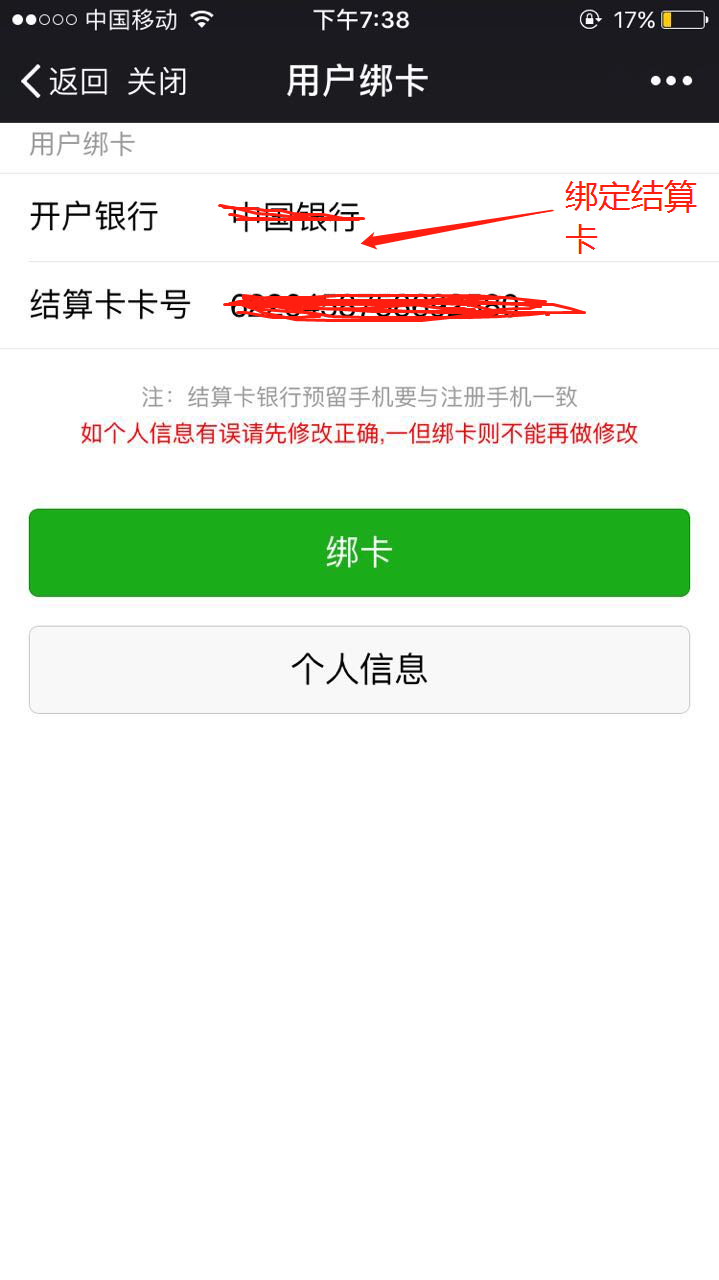 中国移动 下午7:38 17%
返回 关闭 用户绑卡
用户绑卡
开户银行 中国银行
绑定结算
卡
结算卡卡号
注：结算卡银行预留手机要与注册手机一致
如个人信息有误请先修改正确,一但绑卡则不能再做修改
绑卡
个人信息